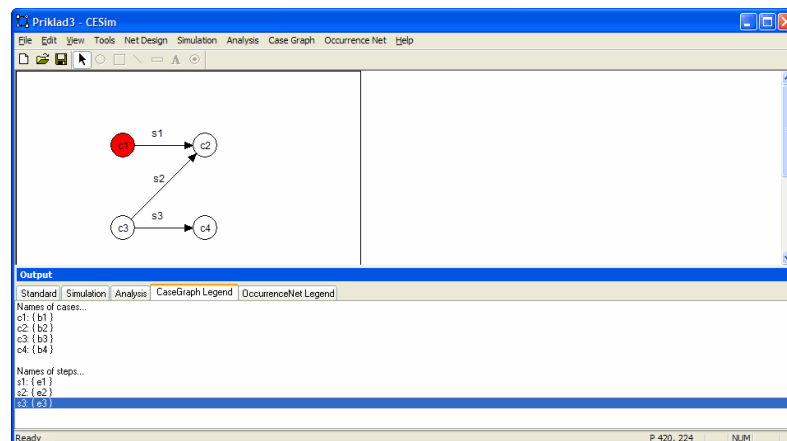 Priklad3 - CESim
File Edit View Tools Net Design Simulation Analysis Case Graph Occurrence Net Help
A
s1
c1 c2
s2
s3
c3 c4
Output
Standard Simulation Analysis CaseGraph Legend OccurrenceNet Legend
Names of cases...
c1: { b1 }
c2: { b2 }
c3: { b3 }
c4: { b4 }
Names of steps...
s1: { e1 }
s2: { e2 }
s3: { e3 }
Ready P 420, 224 NUM